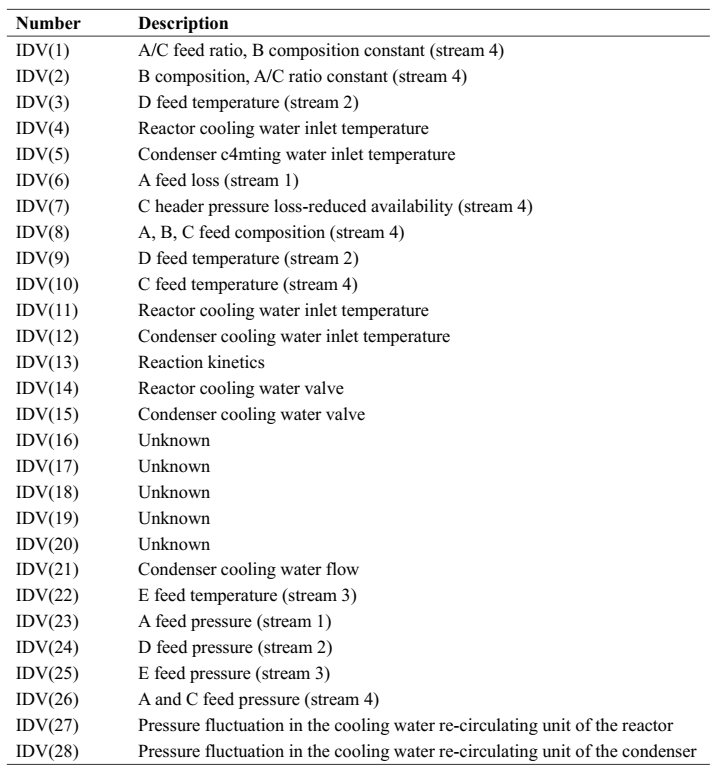 Number Description
IDV(1) A/C feed ratio, B composition constant (stream 4)
IDV(2) B composition, A/C ratio constant (stream 4)
IDV(3) D feed temperature (stream 2)
IDV(4) Reactor cooling water inlet temperature
IDV(5) Condenser c4mting water inlet temperature
IDV(6) A feed loss (stream 1)
IDV(7) C header pressure loss-reduced availability (stream 4)
IDV(8) A, B, C feed composition (stream 4)
IDV(9) D feed temperature (stream 2)
IDV(10) C feed temperature (stream 4)
IDV(11) Reactor cooling water inlet temperature
IDV(12) Condenser cooling water inlet temperature
IDV(13) Reaction kinetics
IDV(14) Reactor cooling water valve
IDV(15) Condenser cooling water valve
IDV(16) Unknown
IDV(17) Unknown
IDV(18) Unknown
IDV(19) Unknown
IDV(20) Unknown
IDV(21) Condenser cooling water flow
IDV(22) E feed temperature (stream 3)
IDV(23) A feed pressure (stream 1)
IDV(24) D feed pressure (stream 2)
IDV(25) E feed pressure (stream 3)
IDV(26) A and C feed pressure (stream 4)
IDV(27) Pressure fluctuation in the cooling water re-circulating unit of the reactor
IDV(28) Pressure fluctuation in the cooling water re-circulating unit of the condenser